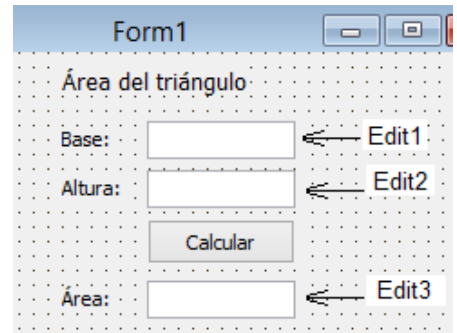 Form1
Área del triángulo
Base: Edit1
Altura: Edit2
Calcular
Área: Edit3